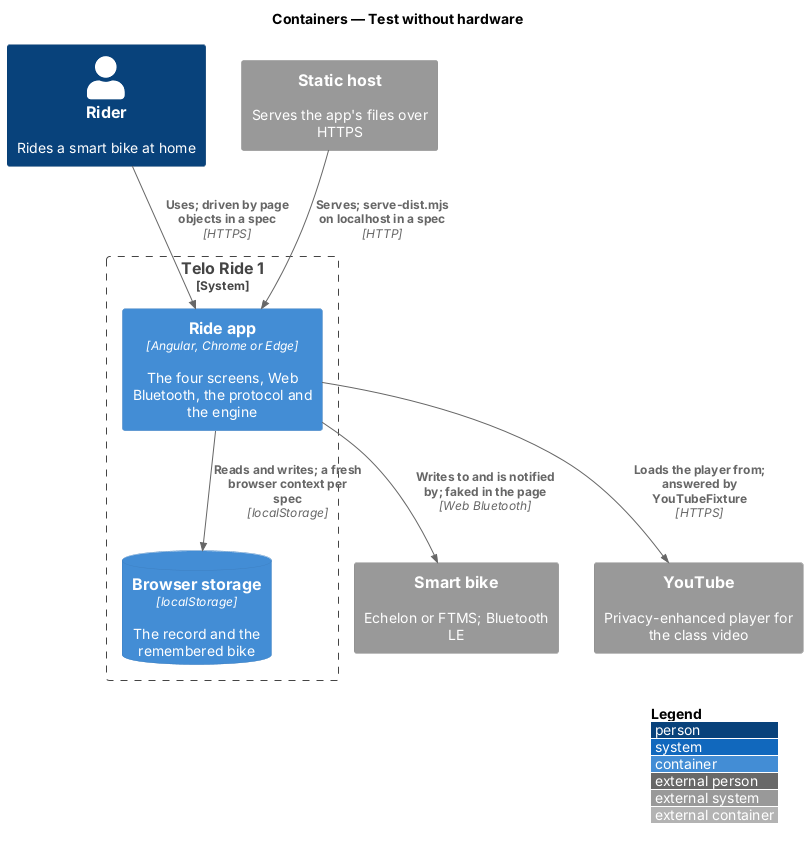 Containers — Test without hardware
Rider
Rides a smart bike at home
Static host
Serves the app's files over
HTTPS
Uses; driven by page
objects in a spec
[HTTPS]
Serves; serve-dist.mjs
on localhost in a spec
[HTTP]
Telo Ride 1
[System]
Ride app
[Angular, Chrome or Edge]
The four screens, Web
Bluetooth, the protocol and
the engine
Reads and writes; a fresh
browser context per
spec
[localStorage]
Writes to and is notified
by; faked in the page
[Web Bluetooth]
Loads the player from;
answered by
YouTubeFixture
[HTTPS]
Browser storage
[localStorage]
The record and the
remembered bike
Smart bike
Echelon or FTMS; Bluetooth
LE
YouTube
Privacy-enhanced player for
the class video
Legend
person
system
container
external person
external system
external container